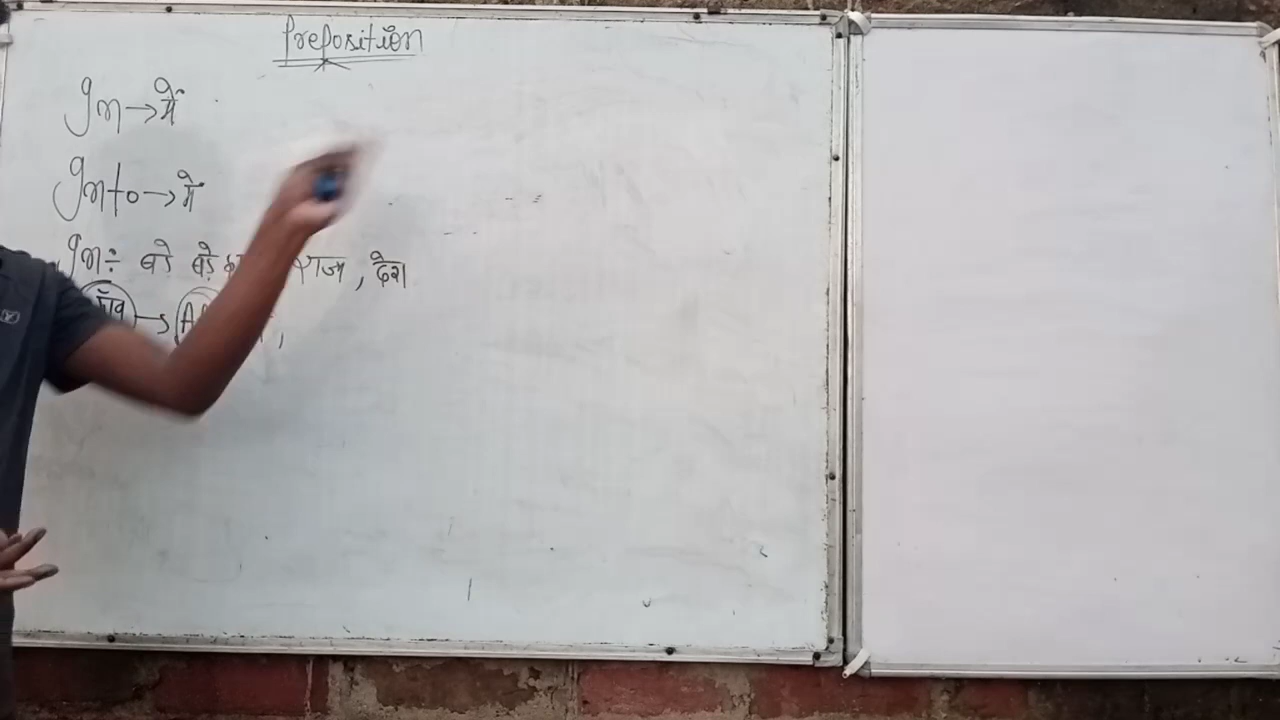 Preposition
In → में
Into → में
In ÷ बड़े बड़े राज्य , देश
गाँव → ,